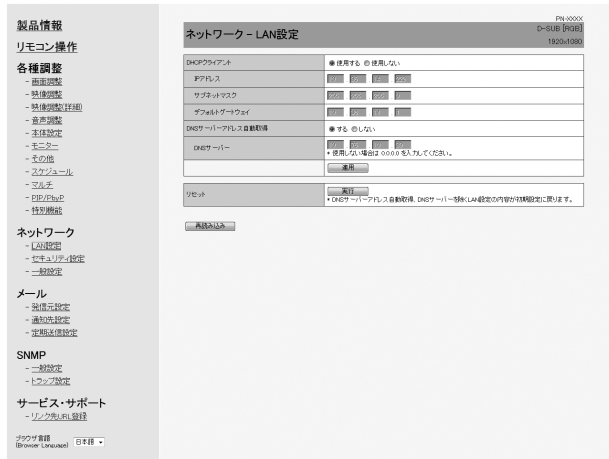 製品情報
リモコン操作
各種調整
- 画面調整
- 映像調整
- 映像調整(詳細)
- 音声調整
- 本体設定
- モニター
- その他
- スケジュール
- マルチ
- PIP/PbyP
- 特別機能
ネットワーク
- LAN設定
- セキュリティ設定
- 一般設定
メール
- 発信元設定
- 通知先設定
- 定期送信設定
SNMP
- 一般設定
- トラップ設定
サービス・サポート
- リンク先URL登録
ブラウザ言語
(Browser Language) 日本語
PN-XXXX
ネットワーク - LAN設定
D-SUB [RGB]
1920x1080
DHCPクライアント
使用する 使用しない
IPアドレス
サブネットマスク
デフォルトゲートウェイ
DNSサーバーアドレス自動取得
する しない
DNSサーバー
* 使用しない場合は 0.0.0.0 を入力してください。
適用
リセット
実行
* DNSサーバーアドレス自動取得、DNSサーバーを除くLAN設定の内容が初期設定に戻ります。
再読み込み